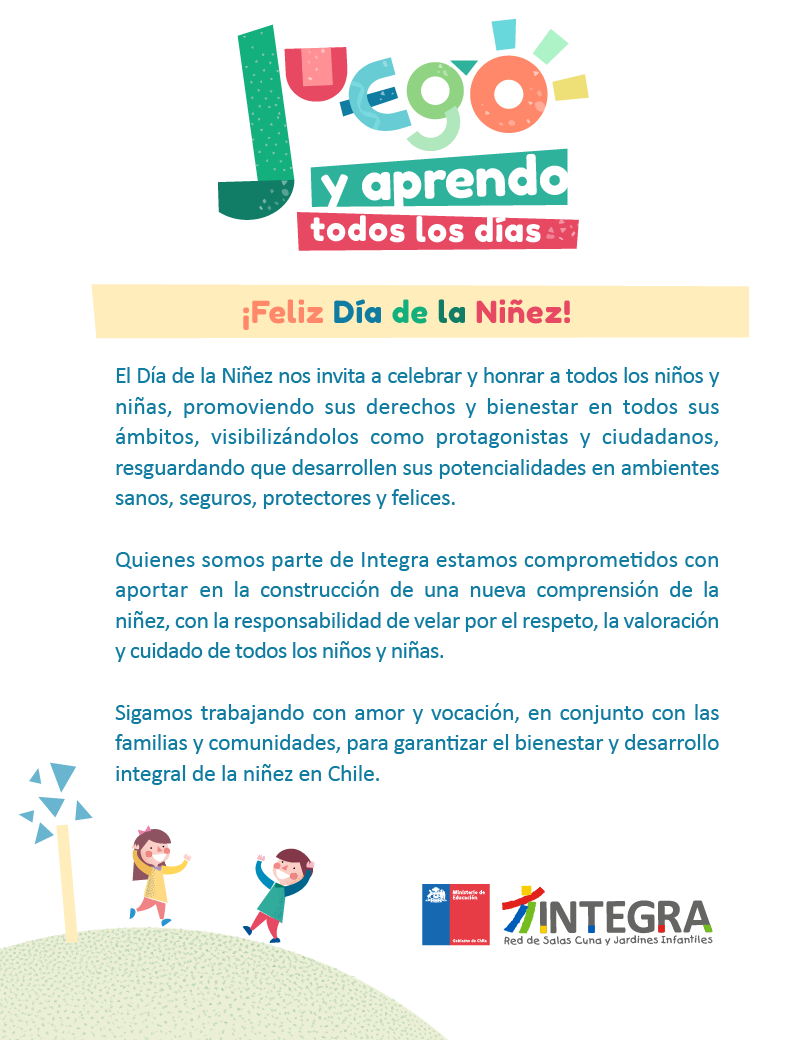 Juego
y aprendo
todos los días
¡Feliz Día de la Niñez!
El Día de la Niñez nos invita a celebrar y honrar a todos los niños y
niñas, promoviendo sus derechos y bienestar en todos sus
ámbitos, visibilizándolos como protagonistas y ciudadanos,
resguardando que desarrollen sus potencialidades en ambientes
sanos, seguros, protectores y felices.
Quienes somos parte de Integra estamos comprometidos con
aportar en la construcción de una nueva comprensión de la
niñez, con la responsabilidad de velar por el respeto, la valoración
y cuidado de todos los niños y niñas.
Sigamos trabajando con amor y vocación, en conjunto con las
familias y comunidades, para garantizar el bienestar y desarrollo
integral de la niñez en Chile.
Ministerio de
Educación
Gobierno de Chile
INTEGRA
Red de Salas Cuna y Jardines Infantiles